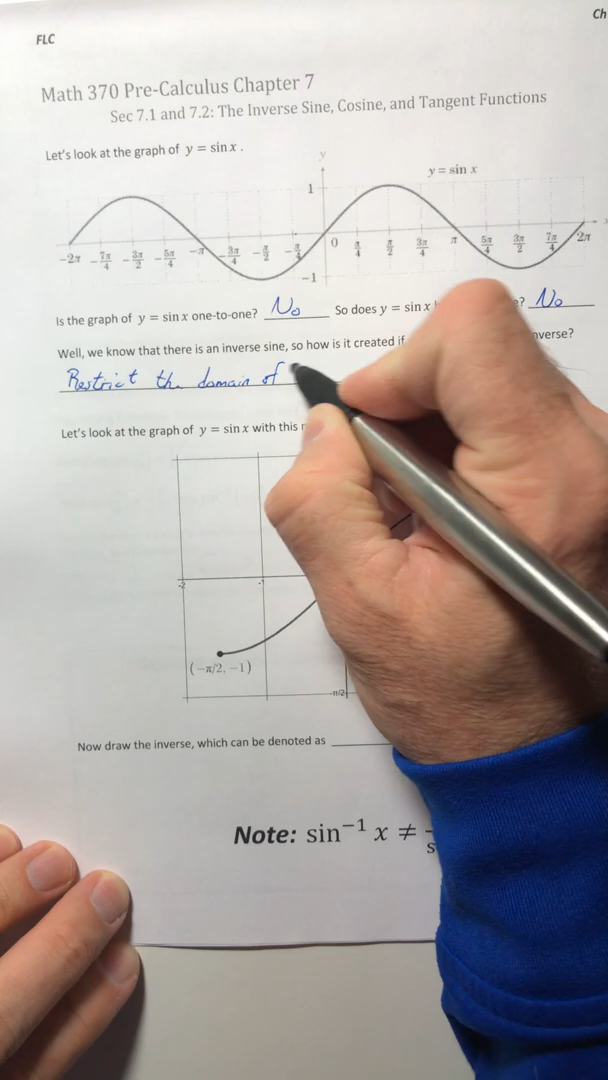 Ch
FLC
Math 370 Pre-Calculus Chapter 7
Sec 7.1 and 7.2: The Inverse Sine, Cosine, and Tangent Functions
Let's look at the graph of y = sin x .
y
y = sin x
1
-2π -7π/4 -3π/2 -5π/4 -π -3π/4 -π/2 -π/4 0 π/4 π/2 3π/4 π 5π/4 3π/2 7π/4 2π x
-1
Is the graph of y = sin x one-to-one? No So does y = sin x ? No
Well, we know that there is an inverse sine, so how is it created if
Restrict the domain of
Let's look at the graph of y = sin x with this
-2 -1
(-π/2, -1)
-π/2
Now draw the inverse, which can be denoted as
Note: sin⁻¹ x ≠